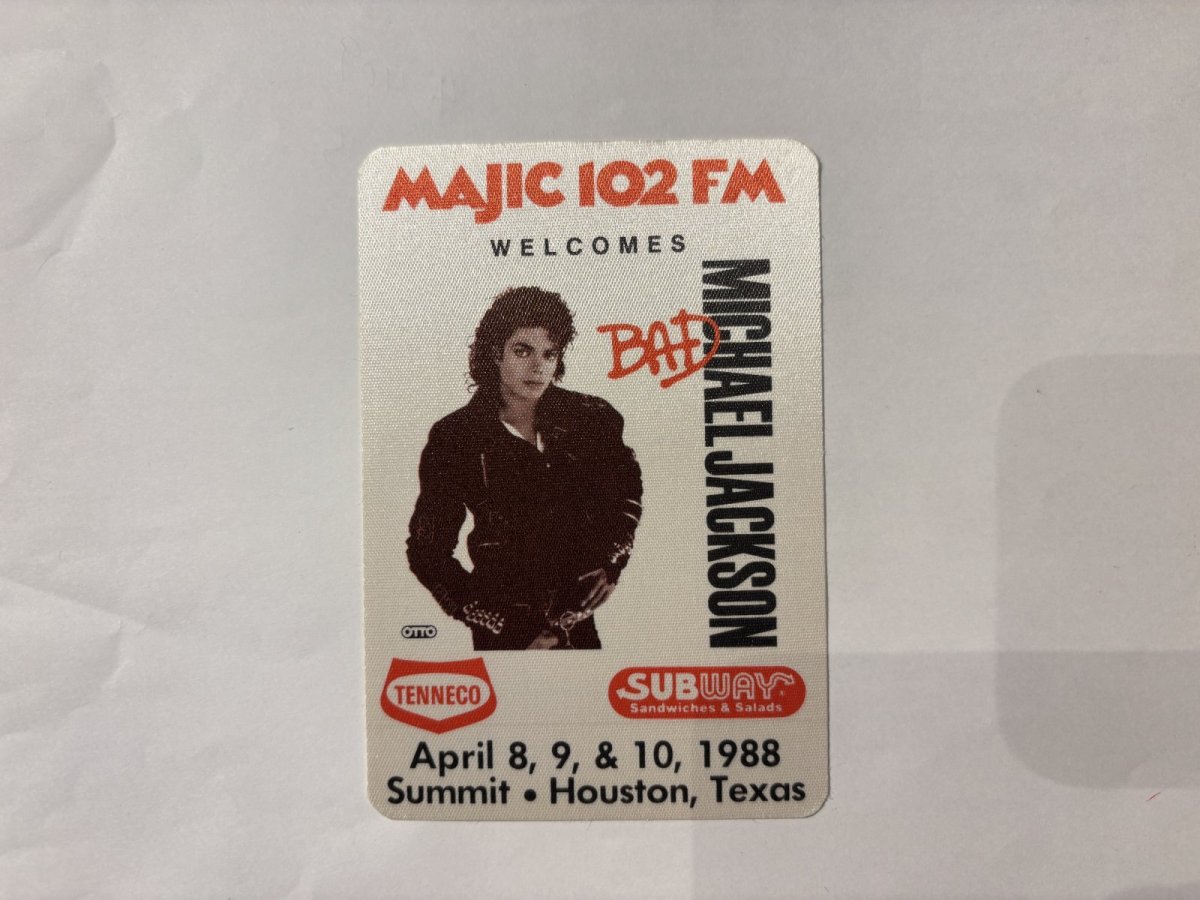 MAJIC 102 FM
WELCOMES
BAD
MICHAEL JACKSON
OTTO
TENNECO
SUBWAY
Sandwiches & Salads
April 8, 9, & 10, 1988
Summit • Houston, Texas